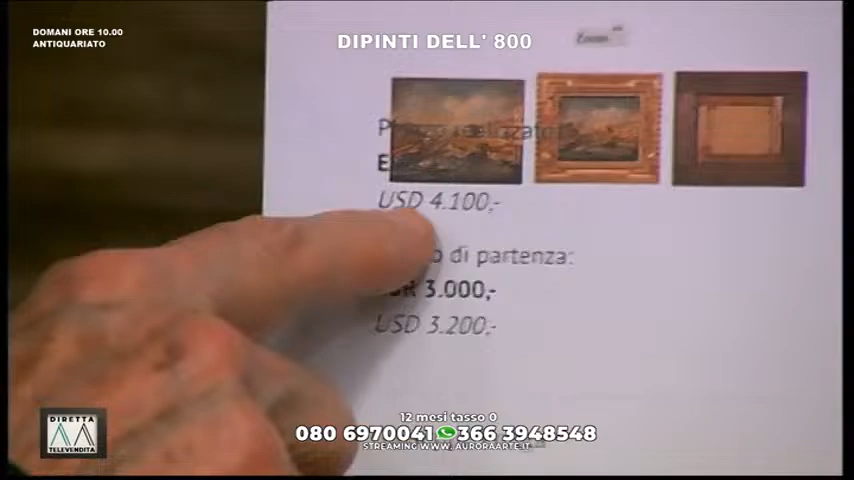 DOMANI ORE 10.00
ANTIQUARIATO
DIPINTI DELL' 800
Zoom
realizzato
USD 4.100,-
di partenza:
3.000,-
USD 3.200,-
DIRETTA
TELEVENDITA
12 mesi tasso 0
080 6970041 366 3948548
STREAMING WWW. AURORAARTE.IT